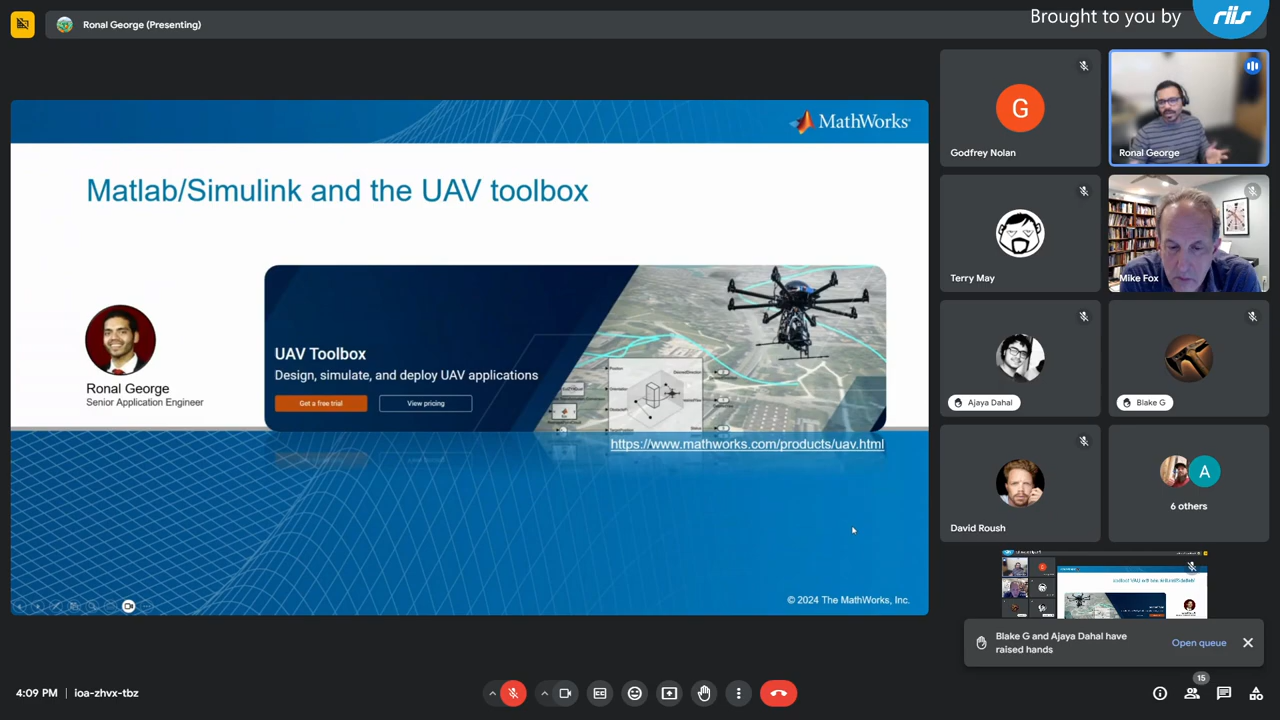 Ronal George (Presenting)
Brought to you by
riis
MathWorks
Matlab/Simulink and the UAV toolbox
Ronal George
Senior Application Engineer
UAV Toolbox
Design, simulate, and deploy UAV applications
Get a free trial
View pricing
https://www.mathworks.com/products/uav.html
© 2024 The MathWorks, Inc.
G
Godfrey Nolan
Ronal George
Terry May
Mike Fox
Ajaya Dahal
Blake G
David Roush
A
6 others
Blake G and Ajaya Dahal have
raised hands
Open queue
4:09 PM
ioa-zhvx-tbz
15